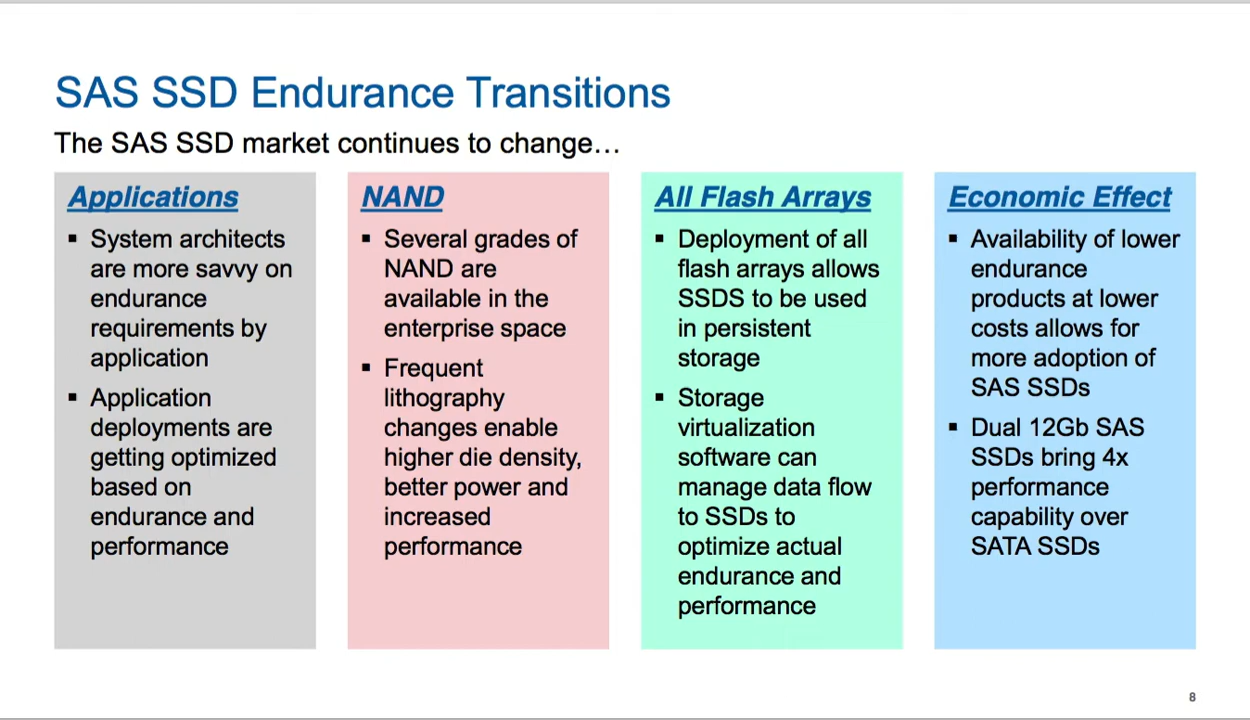 SAS SSD Endurance Transitions
The SAS SSD market continues to change…
Applications
▪ System architects
are more savvy on
endurance
requirements by
application
▪ Application
deployments are
getting optimized
based on
endurance and
performance
NAND
▪ Several grades of
NAND are
available in the
enterprise space
▪ Frequent
lithography
changes enable
higher die density,
better power and
increased
performance
All Flash Arrays
▪ Deployment of all
flash arrays allows
SSDS to be used
in persistent
storage
▪ Storage
virtualization
software can
manage data flow
to SSDs to
optimize actual
endurance and
performance
Economic Effect
▪ Availability of lower
endurance
products at lower
costs allows for
more adoption of
SAS SSDs
▪ Dual 12Gb SAS
SSDs bring 4x
performance
capability over
SATA SSDs
8